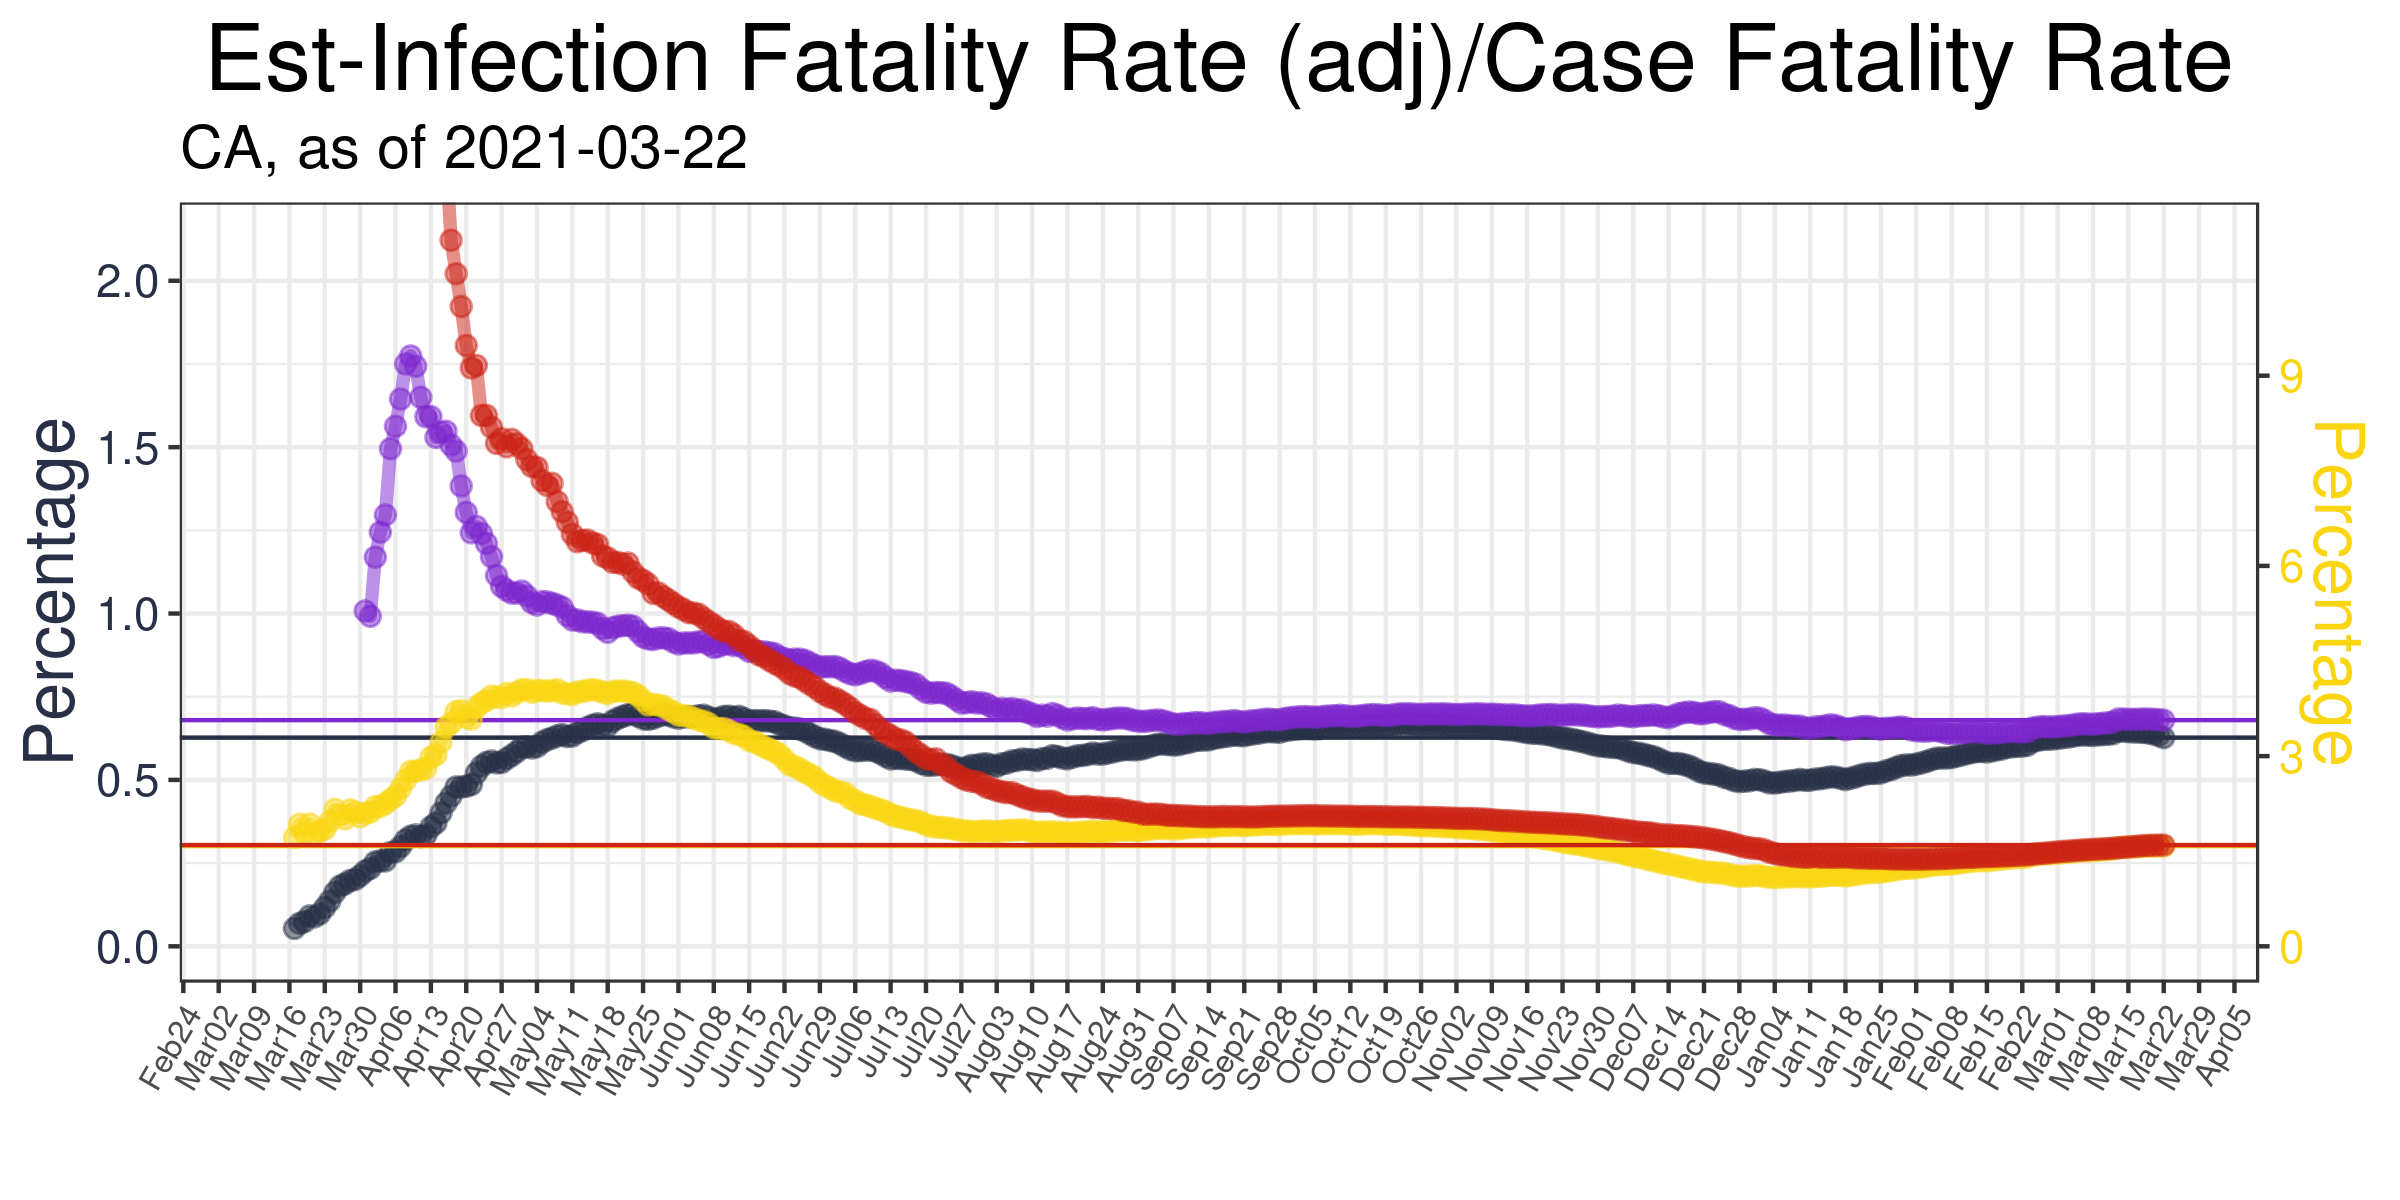 Est-Infection Fatality Rate (adj)/Case Fatality Rate
CA, as of 2021-03-22
Percentage
2.0
1.5
1.0
0.5
0.0
9
6
3
0
Percentage
Feb24
Mar02
Mar09
Mar16
Mar23
Mar30
Apr06
Apr13
Apr20
Apr27
May04
May11
May18
May25
Jun01
Jun08
Jun15
Jun22
Jun29
Jul06
Jul13
Jul20
Jul27
Aug03
Aug10
Aug17
Aug24
Aug31
Sep07
Sep14
Sep21
Sep28
Oct05
Oct12
Oct19
Oct26
Nov02
Nov09
Nov16
Nov23
Nov30
Dec07
Dec14
Dec21
Dec28
Jan04
Jan11
Jan18
Jan25
Feb01
Feb08
Feb15
Feb22
Mar01
Mar08
Mar15
Mar22
Mar29
Apr05